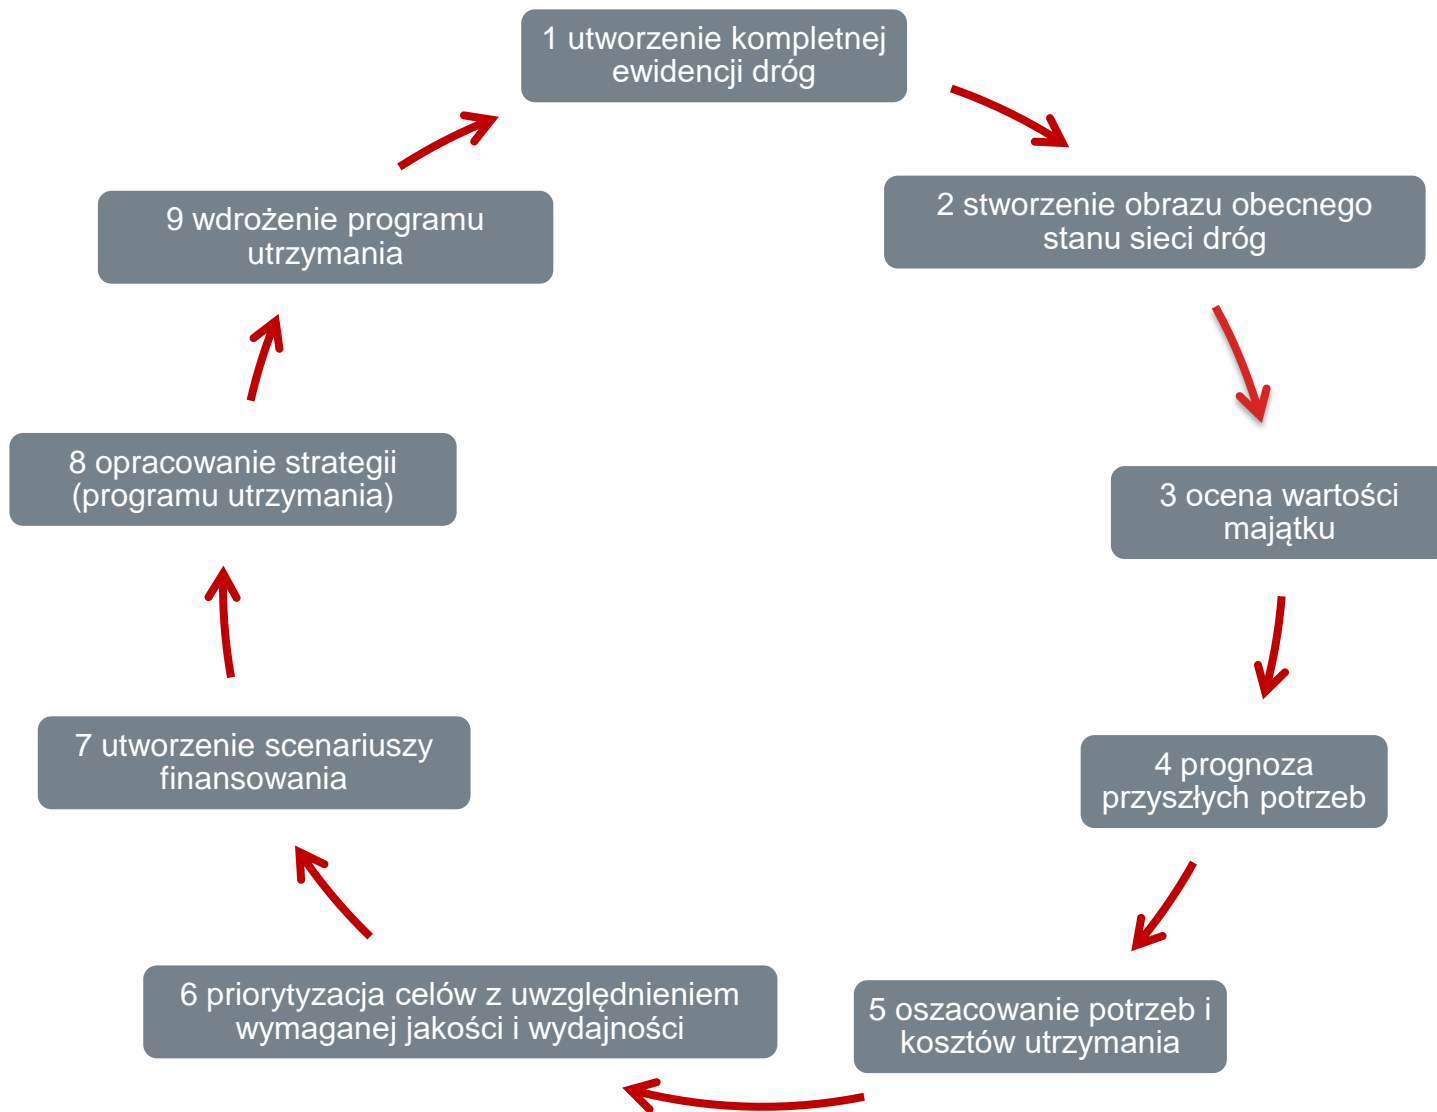 1 utworzenie kompletnej
ewidencji dróg
2 stworzenie obrazu obecnego
stanu sieci dróg
3 ocena wartości
majątku
4 prognoza
przyszłych potrzeb
5 oszacowanie potrzeb i
kosztów utrzymania
6 priorytyzacja celów z uwzględnieniem
wymaganej jakości i wydajności
7 utworzenie scenariuszy
finansowania
8 opracowanie strategii
(programu utrzymania)
9 wdrożenie programu
utrzymania